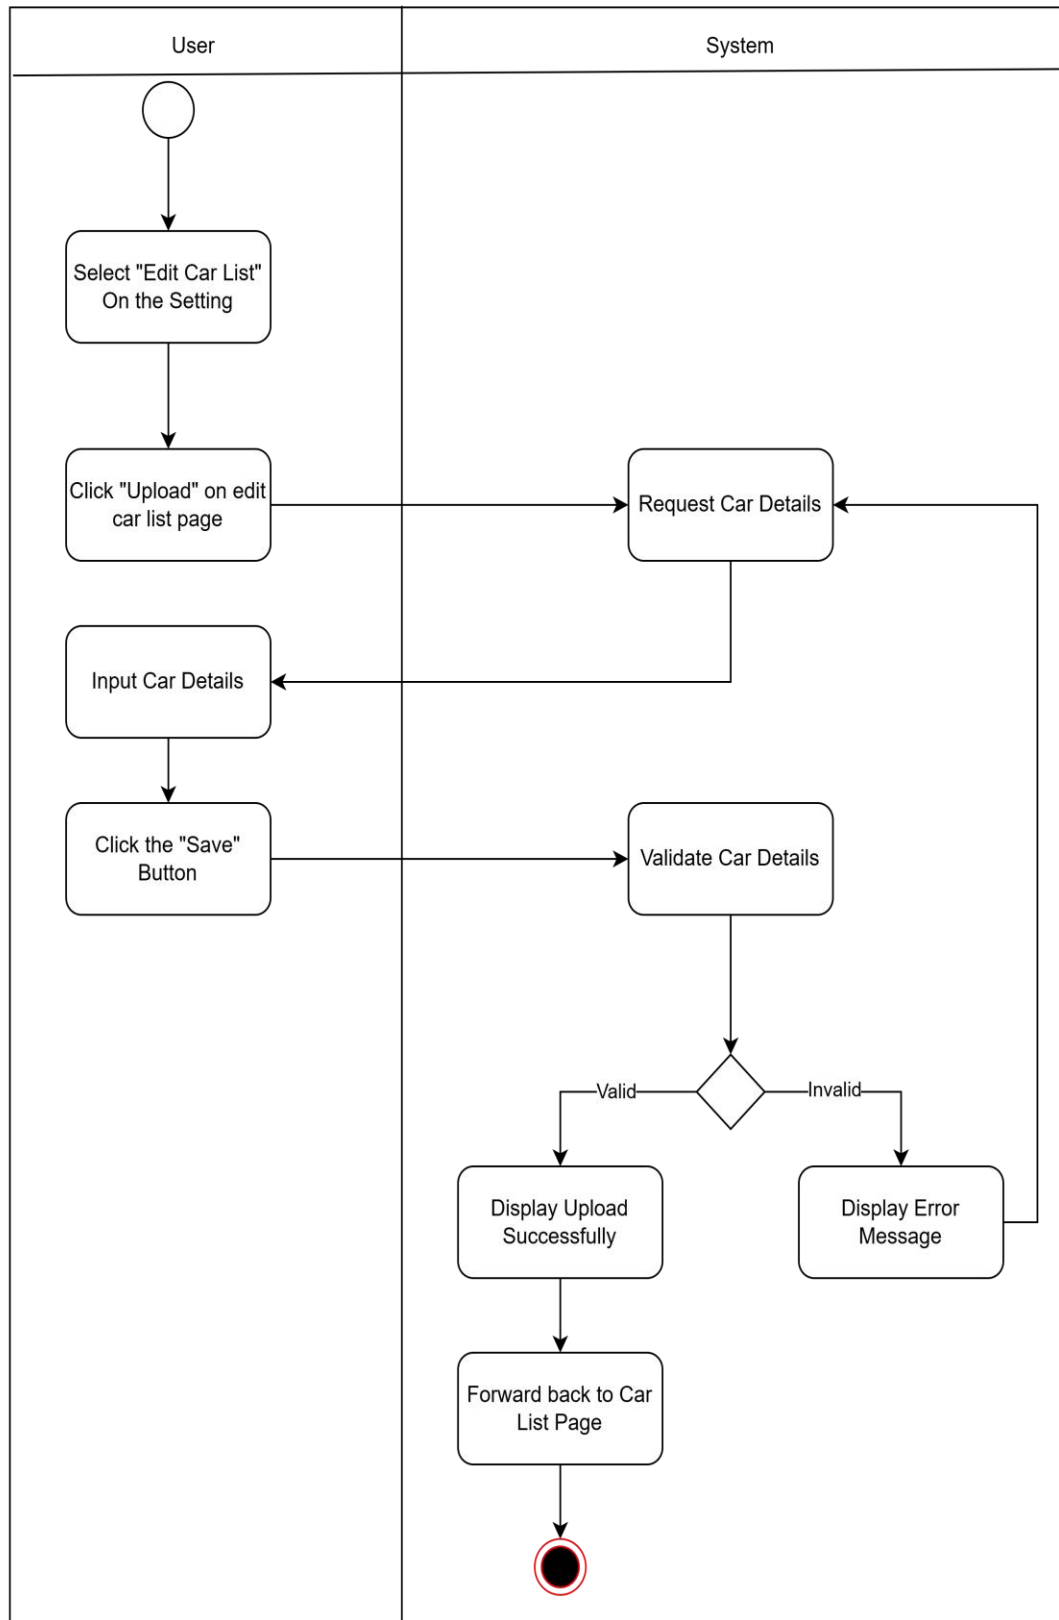 User
System
Select "Edit Car List"
On the Setting
Click "Upload" on edit
car list page
Request Car Details
Input Car Details
Click the "Save"
Button
Validate Car Details
Valid
Invalid
Display Upload
Successfully
Display Error
Message
Forward back to Car
List Page